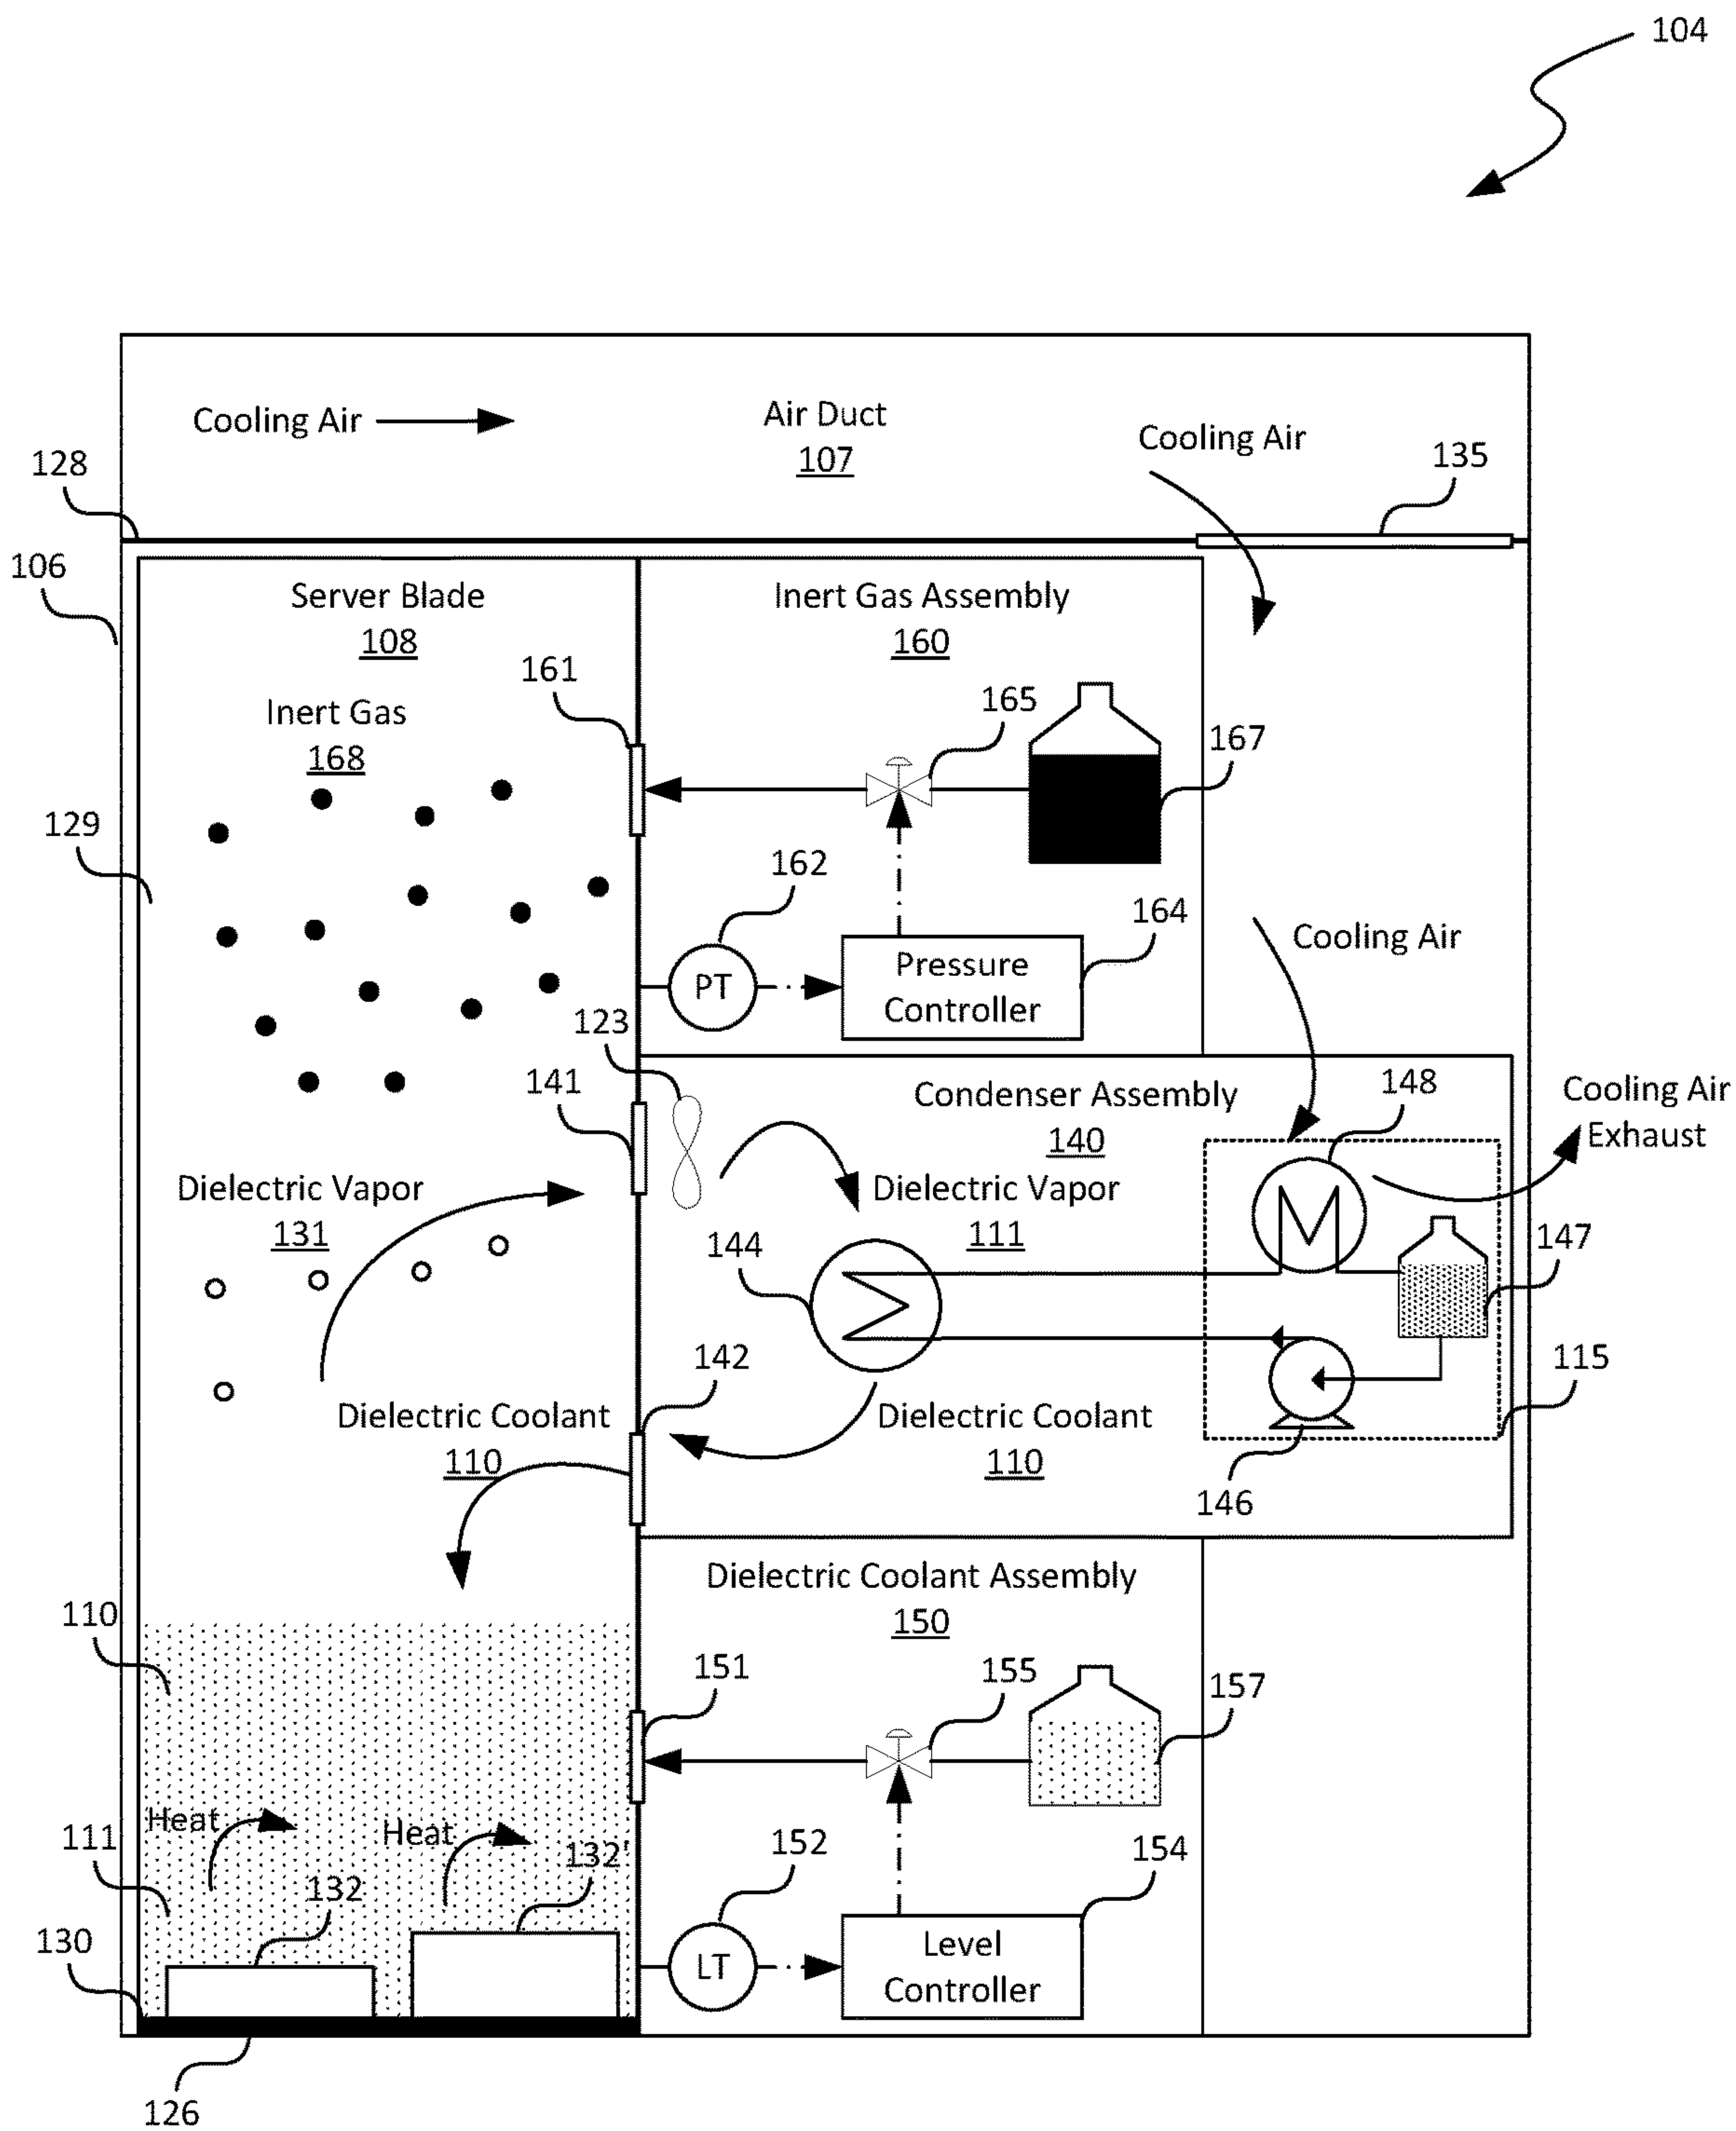 104
Cooling Air
Air Duct
107
Cooling Air
135
128
106
Server Blade
108
Inert Gas Assembly
160
161
Inert Gas
168
165
167
129
162
164
Cooling Air
PT
Pressure
Controller
123
141
Condenser Assembly
140
148
Cooling Air
Exhaust
Dielectric Vapor
131
Dielectric Vapor
111
144
147
142
115
Dielectric Coolant
110
Dielectric Coolant
110
146
Dielectric Coolant Assembly
150
110
151
155
157
Heat
Heat
111
132
132'
152
154
130
LT
Level
Controller
126